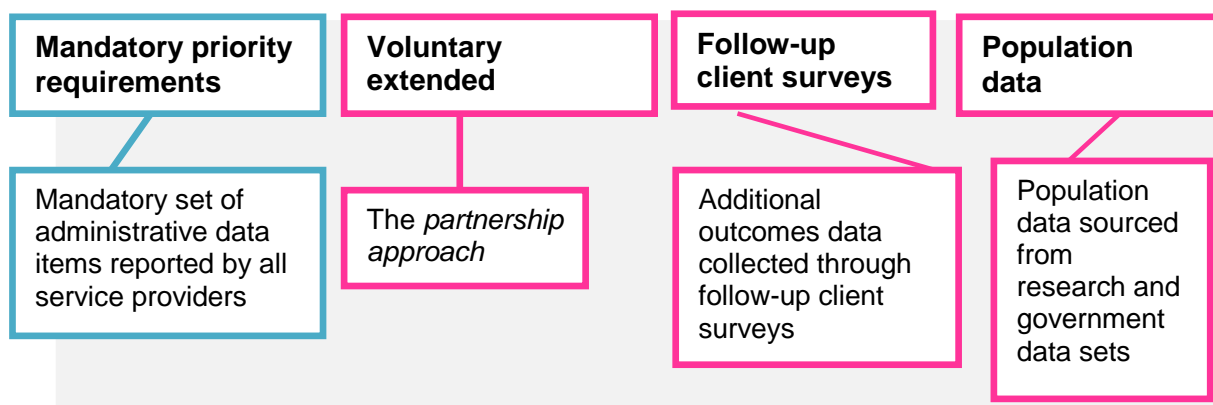 Mandatory priority
requirements
Voluntary
extended
Follow-up
client surveys
Population
data
Mandatory set of
administrative data
items reported by all
service providers
The partnership
approach
Additional
outcomes data
collected through
follow-up client
surveys
Population
data sourced
from
research and
government
data sets